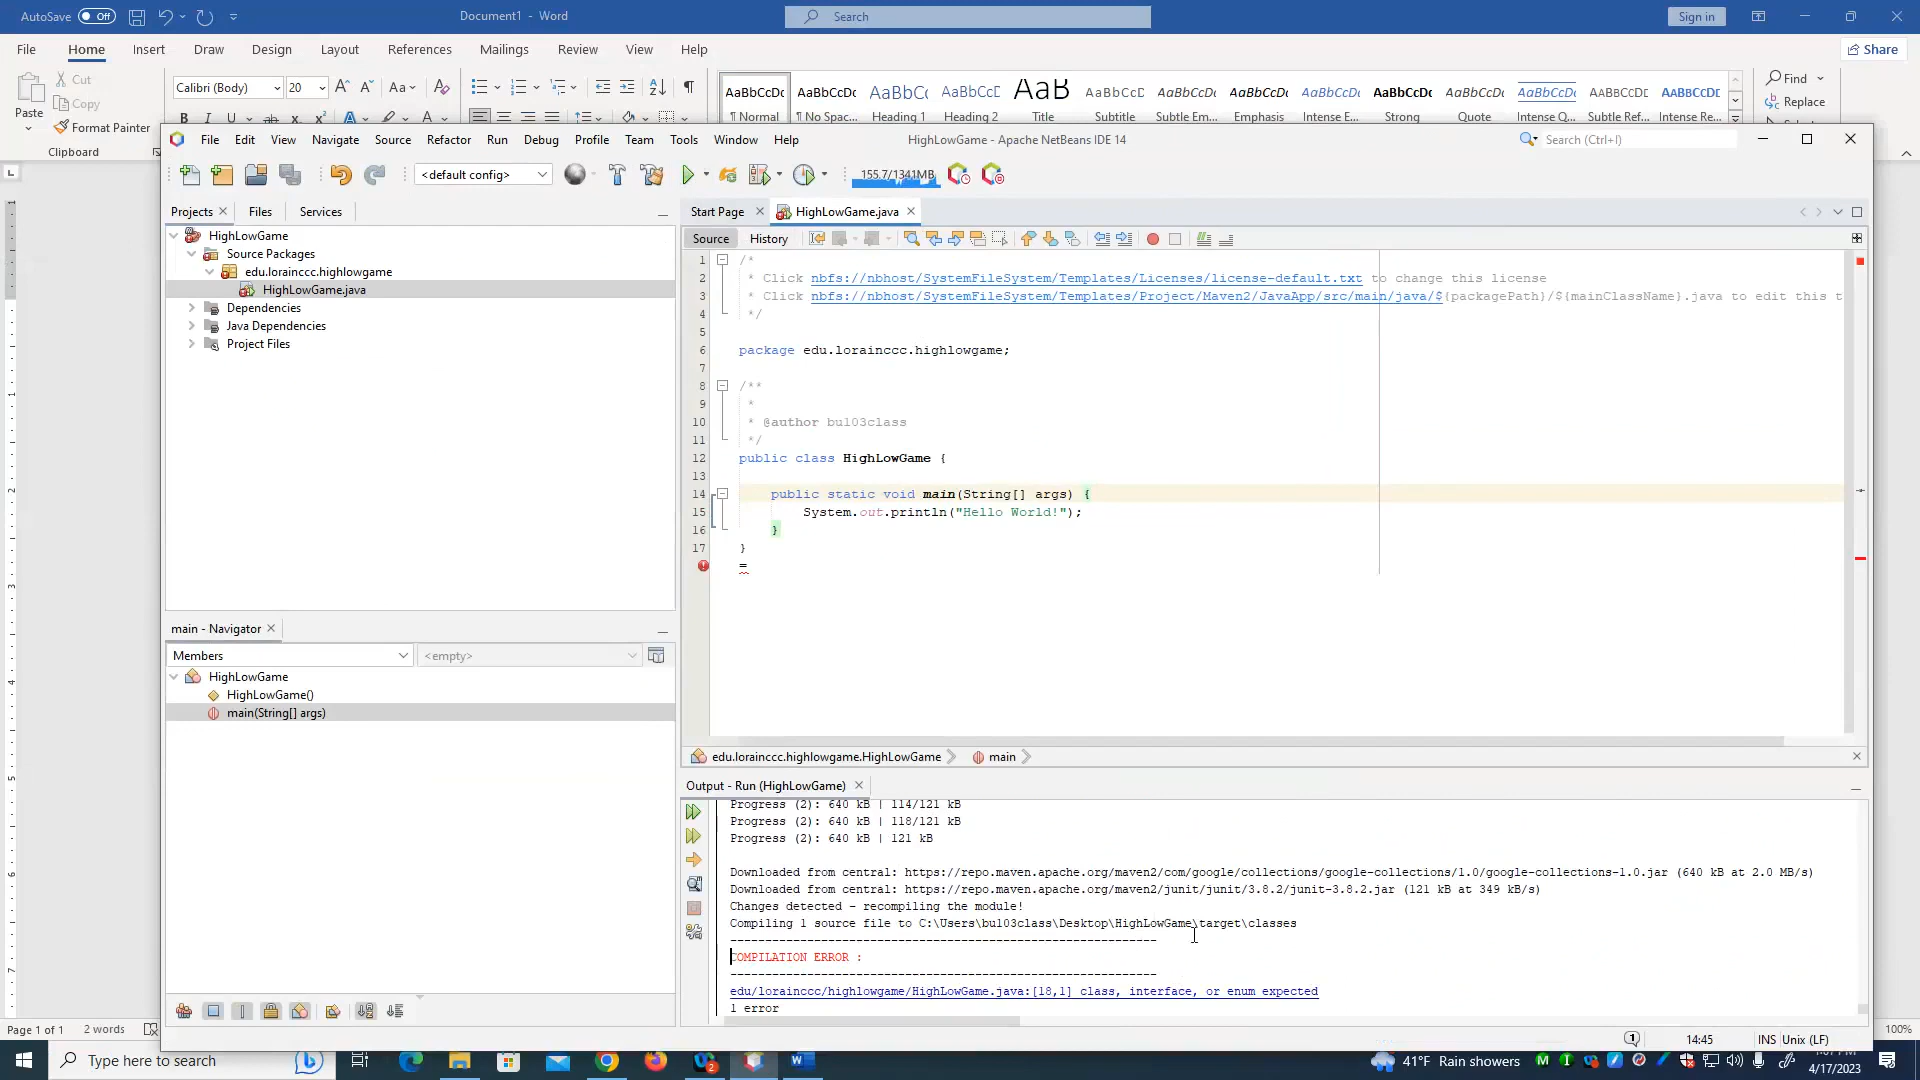 AutoSave Off Document1 - Word Search Sign in
File Home Insert Draw Design Layout References Mailings Review View Help Share
Paste Cut Copy Format Painter Clipboard
Calibri (Body) 20 Aa
AaBbCcDc AaBbCcDc AaBbCc AaBbCcD AaB AaBbCcD AaBbCcDc AaBbCcDc AaBbCcDc AaBbCcDc AaBbCcDc AaBbCcDc AABBCCDC AABBCCDC
¶ Normal ¶ No Spac... Heading 1 Heading 2 Title Subtitle Subtle Em... Emphasis Intense E... Strong Quote Intense Q... Subtle Ref... Intense Re...
Find
Replace
File Edit View Navigate Source Refactor Run Debug Profile Team Tools Window Help HighLowGame - Apache NetBeans IDE 14 Search (Ctrl+I)
<default config> 155.7/1341MB
Projects Files Services
HighLowGame
Source Packages
edu.lorainccc.highlowgame
HighLowGame.java
Dependencies
Java Dependencies
Project Files
Start Page HighLowGame.java
Source History
1 /*
2 * Click nbfs://nbhost/SystemFileSystem/Templates/Licenses/license-default.txt to change this license
3 * Click nbfs://nbhost/SystemFileSystem/Templates/Project/Maven2/JavaApp/src/main/java/${packagePath}/${mainClassName}.java to edit this t
4 */
5
6 package edu.lorainccc.highlowgame;
7
8 /**
9 *
10 * @author bu103class
11 */
12 public class HighLowGame {
13
14 public static void main(String[] args) {
15 System.out.println("Hello World!");
16 }
17 }
=
main - Navigator
Members <empty>
HighLowGame
HighLowGame()
main(String[] args)
edu.lorainccc.highlowgame.HighLowGame main
Output - Run (HighLowGame)
Progress (2): 640 kB | 114/121 kB
Progress (2): 640 kB | 118/121 kB
Progress (2): 640 kB | 121 kB
Downloaded from central: https://repo.maven.apache.org/maven2/com/google/collections/google-collections/1.0/google-collections-1.0.jar (640 kB at 2.0 MB/s)
Downloaded from central: https://repo.maven.apache.org/maven2/junit/junit/3.8.2/junit-3.8.2.jar (121 kB at 349 kB/s)
Changes detected - recompiling the module!
Compiling 1 source file to C:\Users\bu103class\Desktop\HighLowGame\target\classes
-------------------------------------------------------------
COMPILATION ERROR :
-------------------------------------------------------------
edu/lorainccc/highlowgame/HighLowGame.java:[18,1] class, interface, or enum expected
1 error
14:45 INS Unix (LF)
Page 1 of 1 2 words 100%
Type here to search 41°F Rain showers
4/17/2023